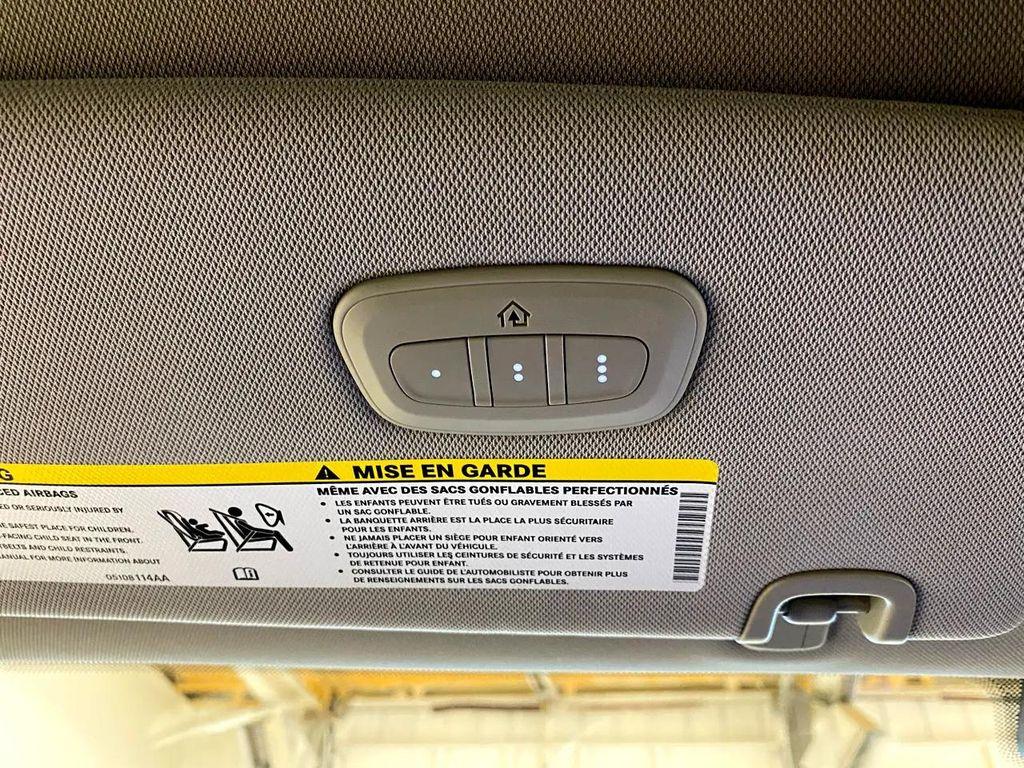 G
CED AIRBAGS
OR SERIOUSLY INJURED BY
E SAFEST PLACE FOR CHILDREN.
-FACING CHILD SEAT IN THE FRONT.
TBELTS AND CHILD RESTRAINTS.
MANUAL FOR MORE INFORMATION ABOUT
05108114AA
MISE EN GARDE
MÊME AVEC DES SACS GONFLABLES PERFECTIONNÉS
• LES ENFANTS PEUVENT ÊTRE TUÉS OU GRAVEMENT BLESSÉS PAR
UN SAC GONFLABLE.
• LA BANQUETTE ARRIÈRE EST LA PLACE LA PLUS SÉCURITAIRE
POUR LES ENFANTS.
• NE JAMAIS PLACER UN SIÈGE POUR ENFANT ORIENTÉ VERS
L'ARRIÈRE À L'AVANT DU VÉHICULE.
• TOUJOURS UTILISER LES CEINTURES DE SÉCURITÉ ET LES SYSTÈMES
DE RETENUE POUR ENFANT.
• CONSULTER LE GUIDE DE L'AUTOMOBILISTE POUR OBTENIR PLUS
DE RENSEIGNEMENTS SUR LES SACS GONFLABLES.